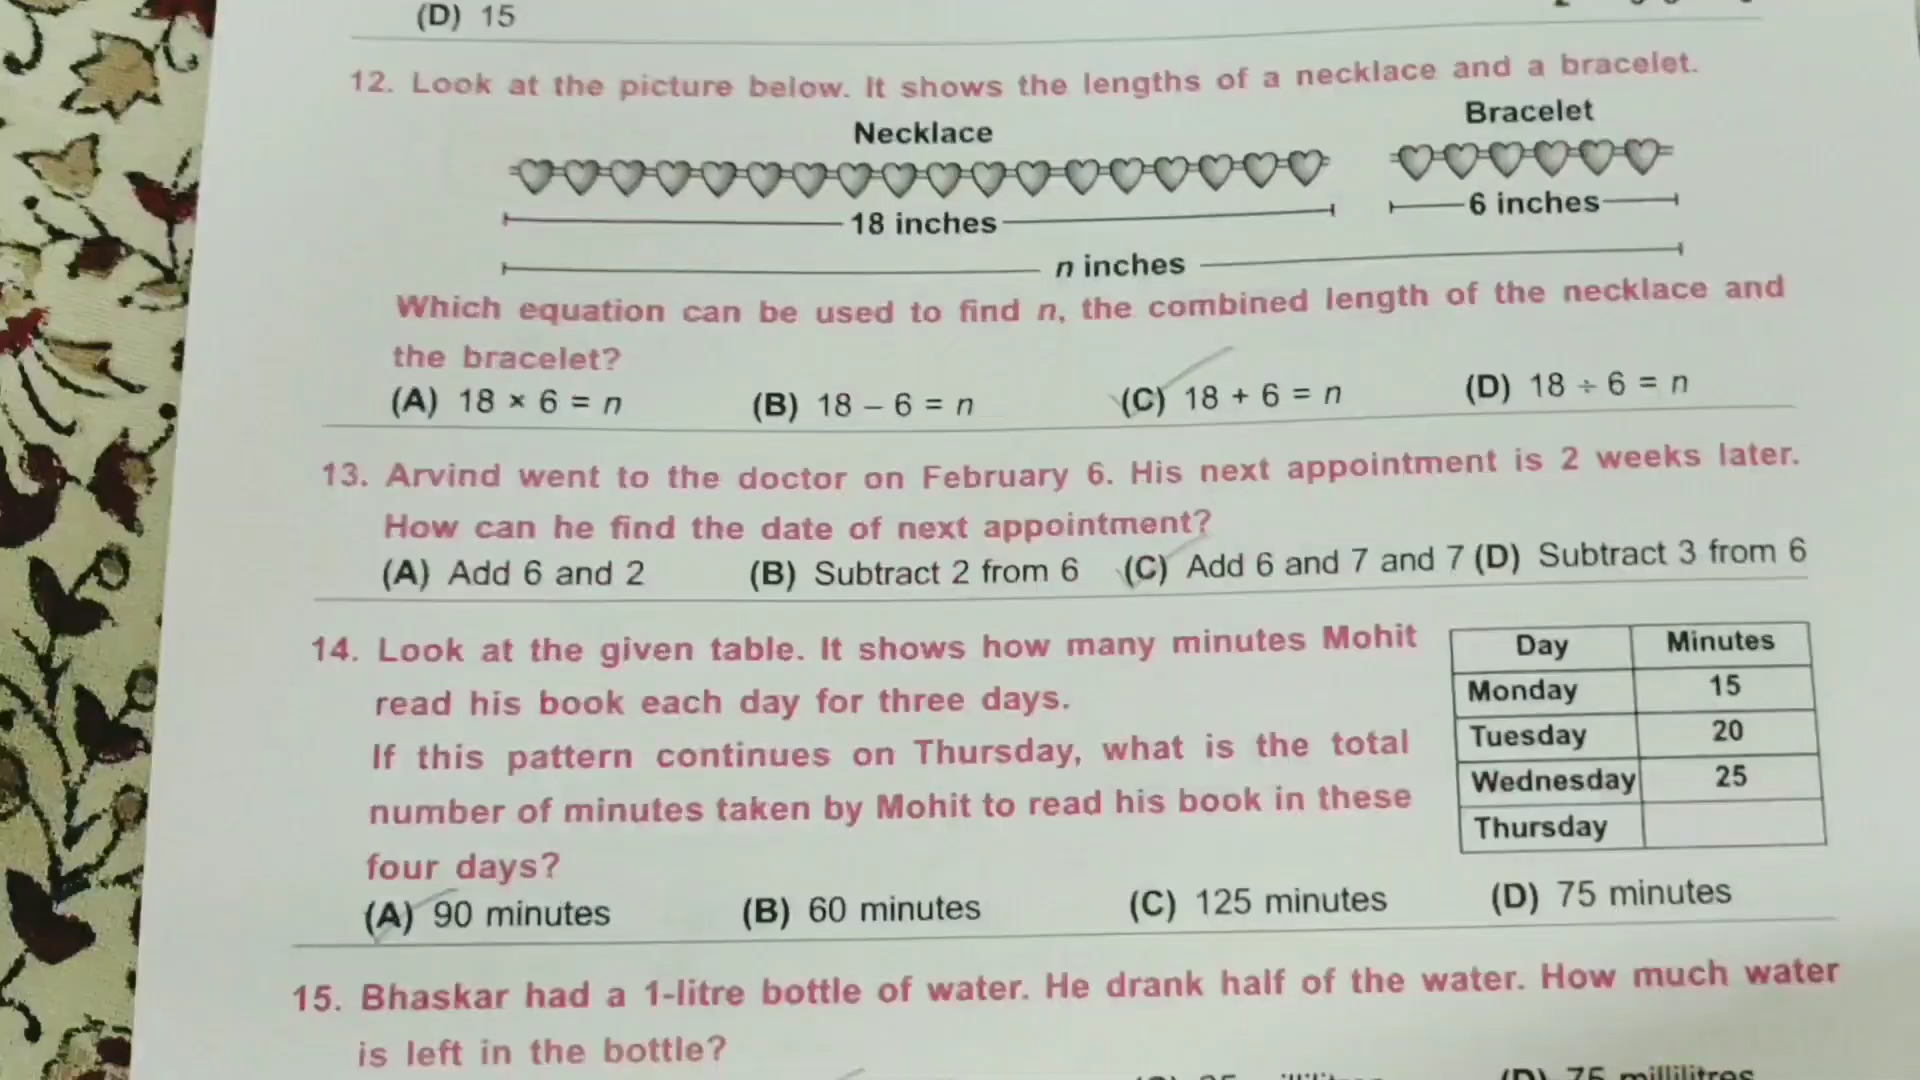 (D) 15
12. Look at the picture below. It shows the lengths of a necklace and a bracelet.
Necklace
Bracelet
18 inches
6 inches
n inches
Which equation can be used to find n, the combined length of the necklace and
the bracelet?
(A) 18 × 6 = n (B) 18 – 6 = n (C) 18 + 6 = n (D) 18 ÷ 6 = n
13. Arvind went to the doctor on February 6. His next appointment is 2 weeks later.
How can he find the date of next appointment?
(A) Add 6 and 2 (B) Subtract 2 from 6 (C) Add 6 and 7 and 7 (D) Subtract 3 from 6
14. Look at the given table. It shows how many minutes Mohit
read his book each day for three days.
If this pattern continues on Thursday, what is the total
number of minutes taken by Mohit to read his book in these
four days?
Day Minutes
Monday 15
Tuesday 20
Wednesday 25
Thursday
(A) 90 minutes (B) 60 minutes (C) 125 minutes (D) 75 minutes
15. Bhaskar had a 1-litre bottle of water. He drank half of the water. How much water
is left in the bottle?
(D) 75 millilitres